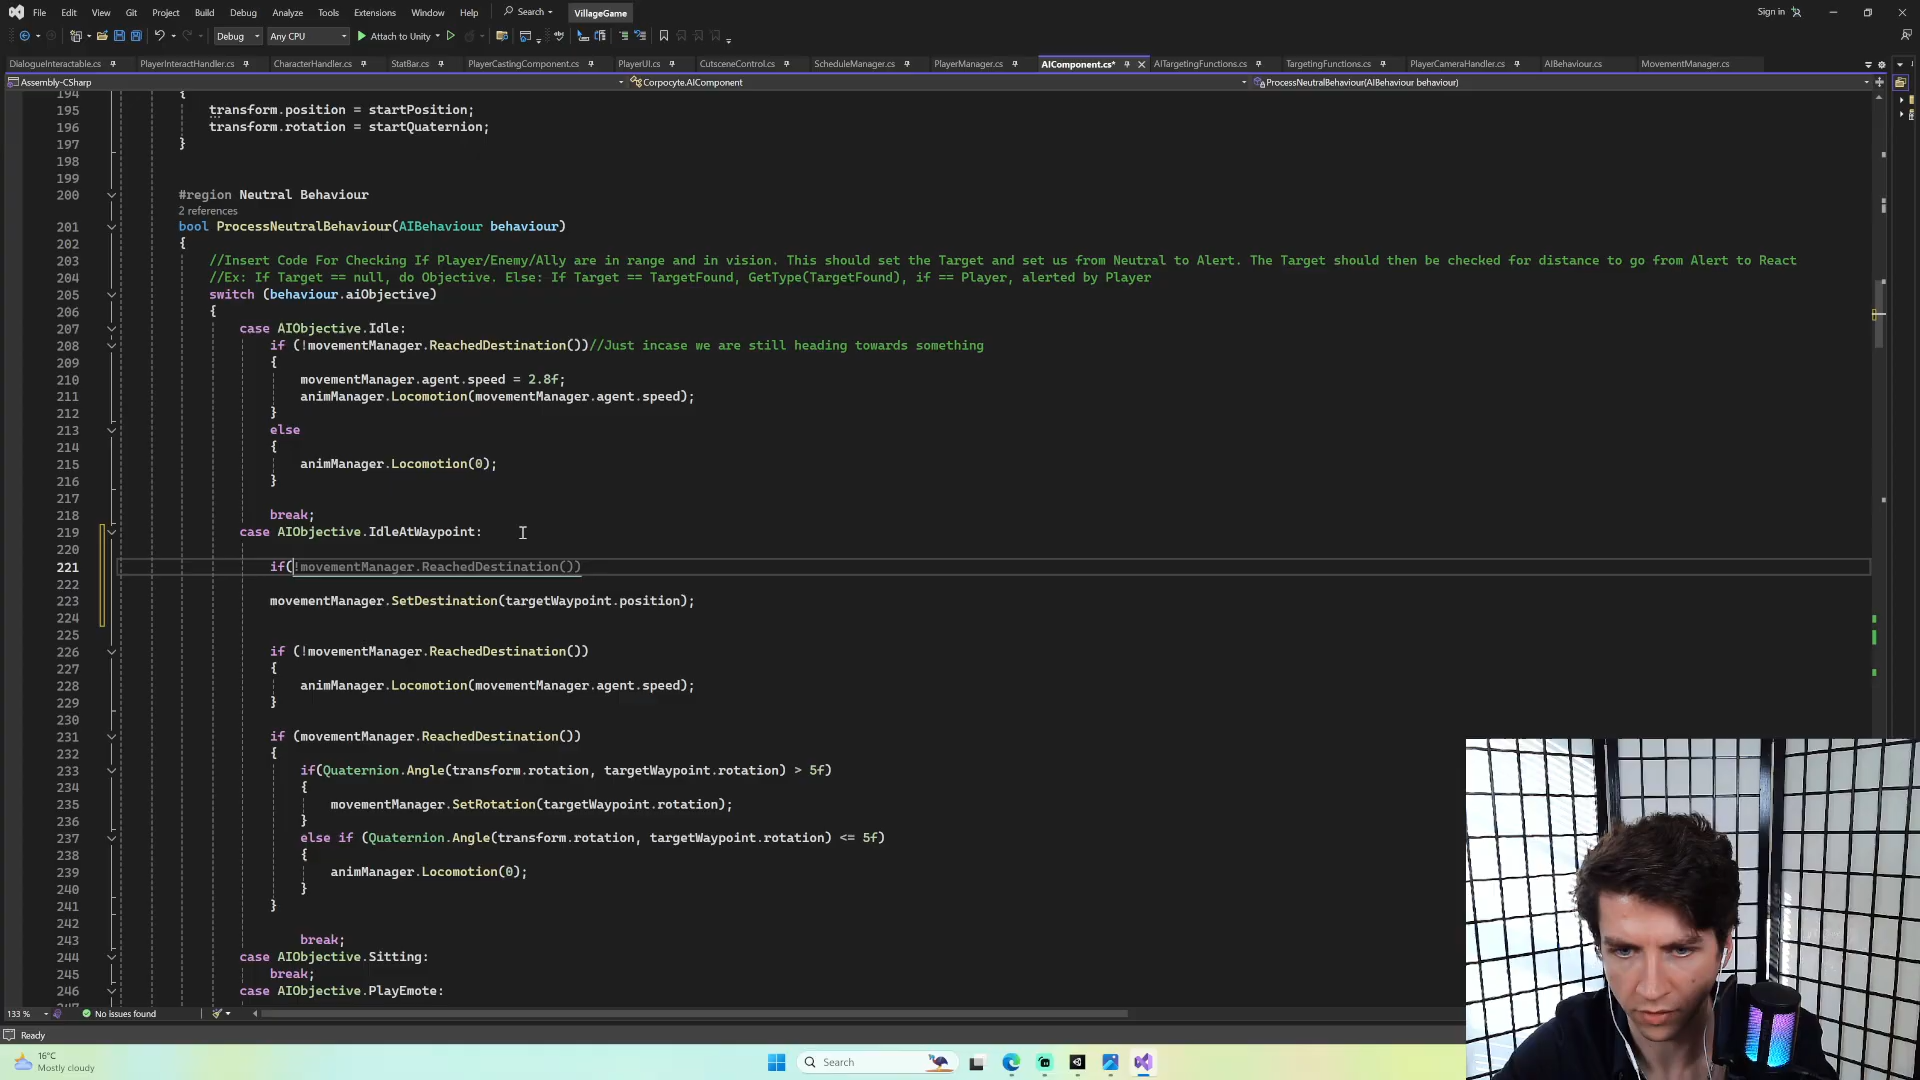 File Edit View Git Project Build Debug Analyze Tools Extensions Window Help Search VillageGame Sign in
Debug Any CPU Attach to Unity
DialogueInteractable.cs PlayerInteractHandler.cs CharacterHandler.cs StatBar.cs PlayerCastingComponent.cs PlayerUI.cs CutsceneControl.cs ScheduleManager.cs PlayerManager.cs AIComponent.cs* AITargetingFunctions.cs TargetingFunctions.cs PlayerCameraHandler.cs AIBehaviour.cs MovementManager.cs
Assembly-CSharp Corpocyte.AIComponent ProcessNeutralBehaviour(AIBehaviour behaviour)
194 {
195 transform.position = startPosition;
196 transform.rotation = startQuaternion;
197 }
198
199
200 #region Neutral Behaviour
2 references
201 bool ProcessNeutralBehaviour(AIBehaviour behaviour)
202 {
203 //Insert Code For Checking If Player/Enemy/Ally are in range and in vision. This should set the Target and set us from Neutral to Alert. The Target should then be checked for distance to go from Alert to React
204 //Ex: If Target == null, do Objective. Else: If Target == TargetFound, GetType(TargetFound), if == Player, alerted by Player
205 switch (behaviour.aiObjective)
206 {
207 case AIObjective.Idle:
208 if (!movementManager.ReachedDestination())//Just incase we are still heading towards something
209 {
210 movementManager.agent.speed = 2.8f;
211 animManager.Locomotion(movementManager.agent.speed);
212 }
213 else
214 {
215 animManager.Locomotion(0);
216 }
217
218 break;
219 case AIObjective.IdleAtWaypoint:
220
221 if(!movementManager.ReachedDestination())
222
223 movementManager.SetDestination(targetWaypoint.position);
224
225
226 if (!movementManager.ReachedDestination())
227 {
228 animManager.Locomotion(movementManager.agent.speed);
229 }
230
231 if (movementManager.ReachedDestination())
232 {
233 if(Quaternion.Angle(transform.rotation, targetWaypoint.rotation) > 5f)
234 {
235 movementManager.SetRotation(targetWaypoint.rotation);
236 }
237 else if (Quaternion.Angle(transform.rotation, targetWaypoint.rotation) <= 5f)
238 {
239 animManager.Locomotion(0);
240 }
241 }
242
243 break;
244 case AIObjective.Sitting:
245 break;
246 case AIObjective.PlayEmote:
133 % No issues found
Ready
16°C
Mostly cloudy
Search